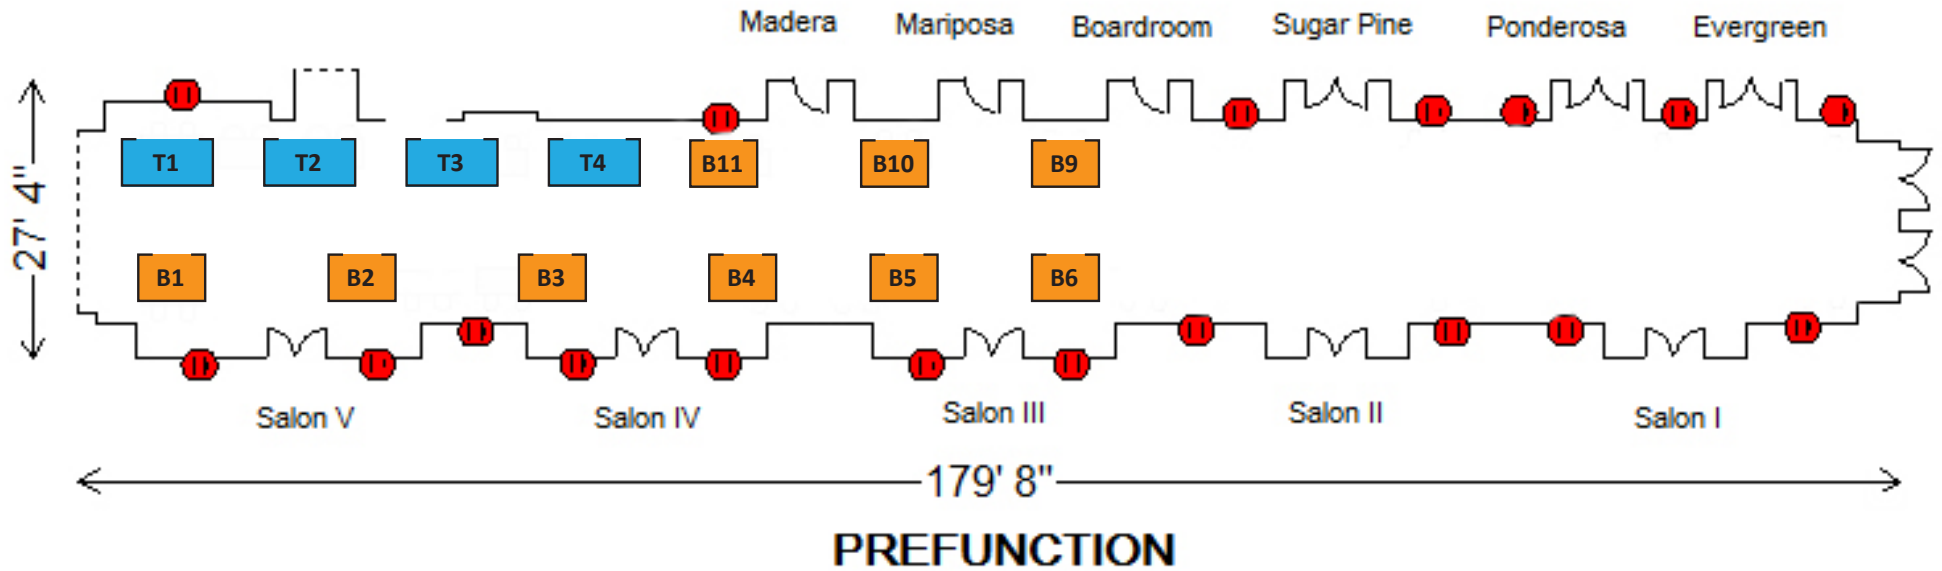 Madera Mariposa Boardroom Sugar Pine Ponderosa Evergreen
T1 T2 T3 T4 B11 B10 B9
27' 4"
B1 B2 B3 B4 B5 B6
Salon V Salon IV Salon III Salon II Salon I
179' 8"
PREFUNCTION